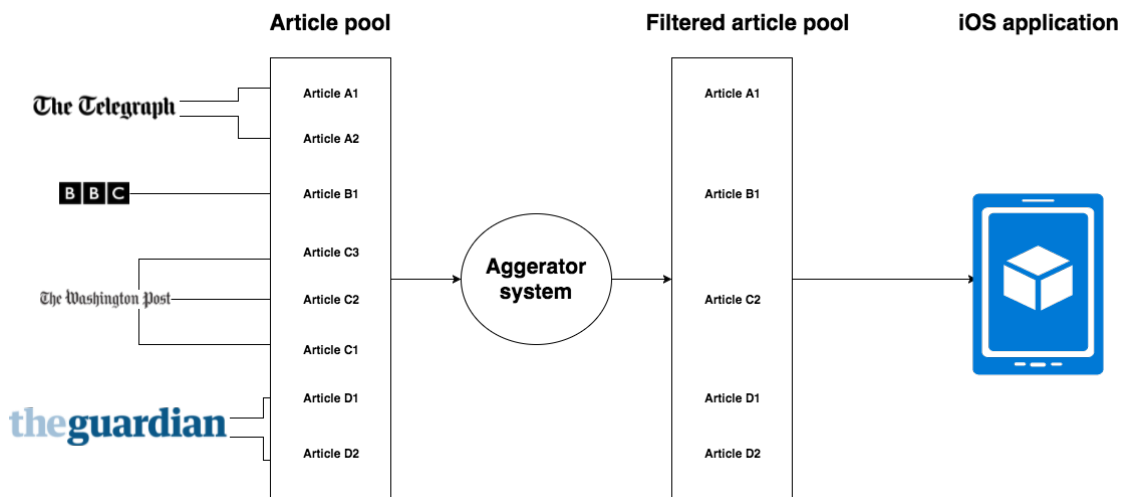 Article pool
Filtered article pool
iOS application
The Telegraph
BBC
The Washington Post
theguardian
Article A1
Article A2
Article B1
Article C3
Article C2
Article C1
Article D1
Article D2
Aggerator
system
Article A1
Article B1
Article C2
Article D1
Article D2